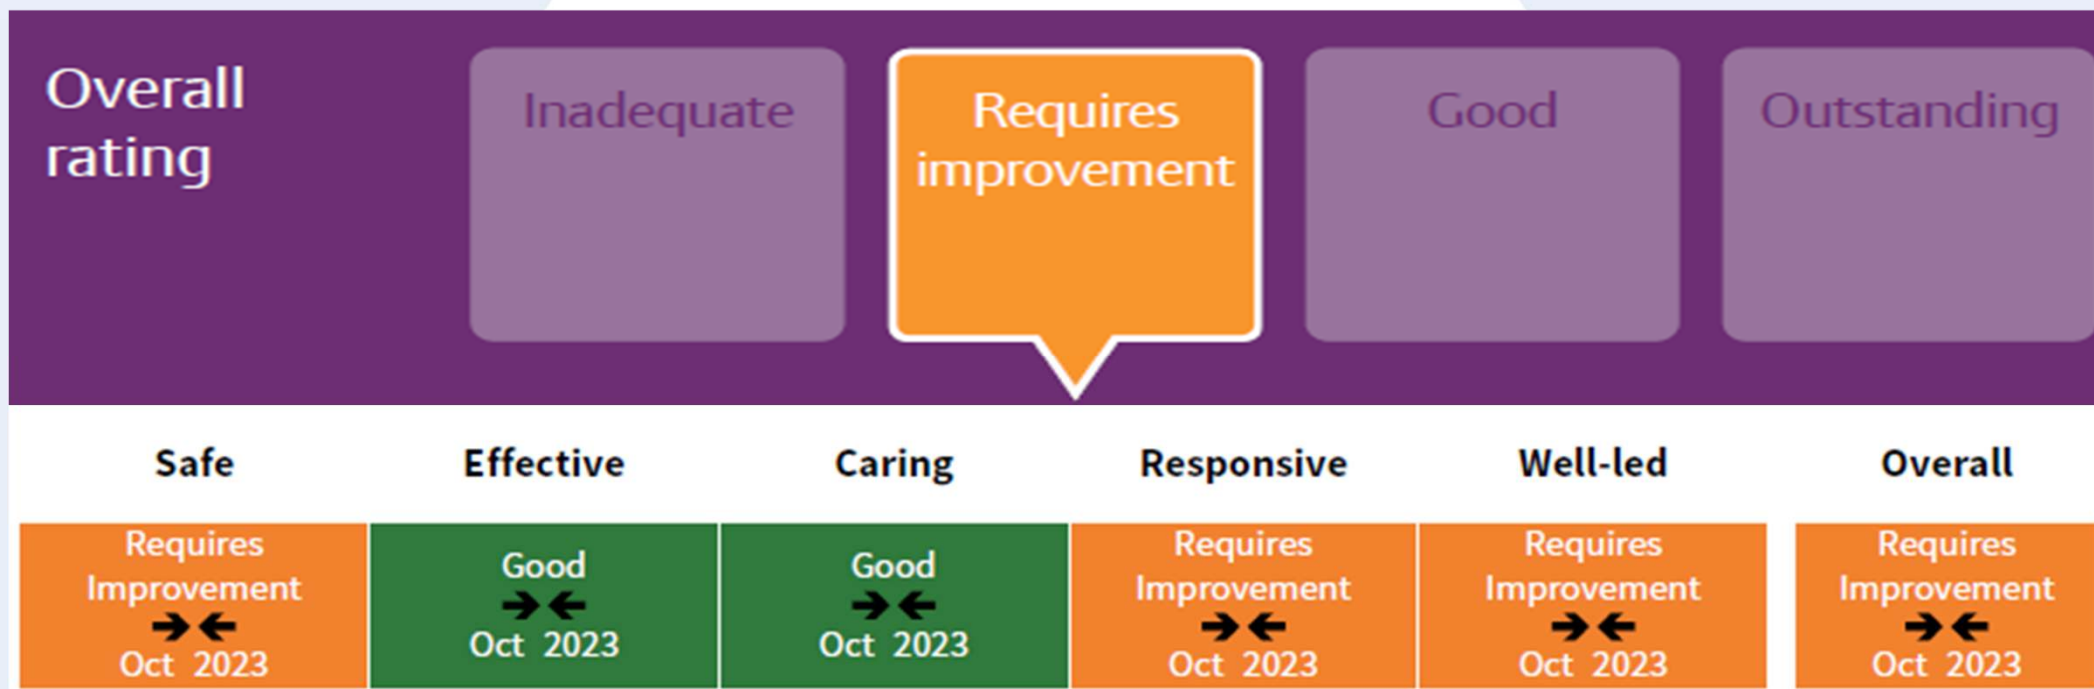 Overall
rating
Inadequate
Requires
improvement
Good
Outstanding
Safe Effective Caring Responsive Well-led Overall
Requires
Improvement
➔ ←
Oct 2023
Good
➔ ←
Oct 2023
Good
➔ ←
Oct 2023
Requires
Improvement
➔ ←
Oct 2023
Requires
Improvement
➔ ←
Oct 2023
Requires
Improvement
➔ ←
Oct 2023